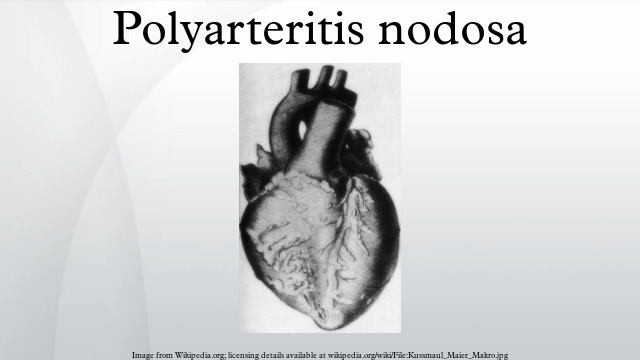 Polyarteritis nodosa
Image from Wikipedia.org; licensing details available at wikipedia.org/wiki/File:Kussmaul_Maier_Makro.jpg